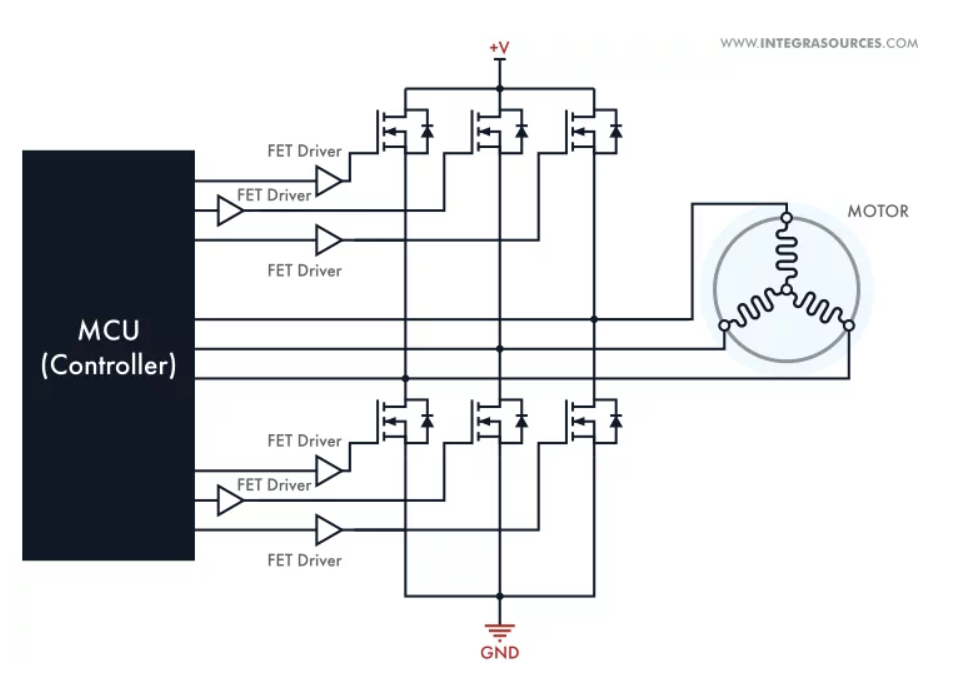 WWW.INTEGRASOURCES.COM
+V
FET Driver
FET Driver
FET Driver
MOTOR
MCU
(Controller)
FET Driver
FET Driver
FET Driver
GND